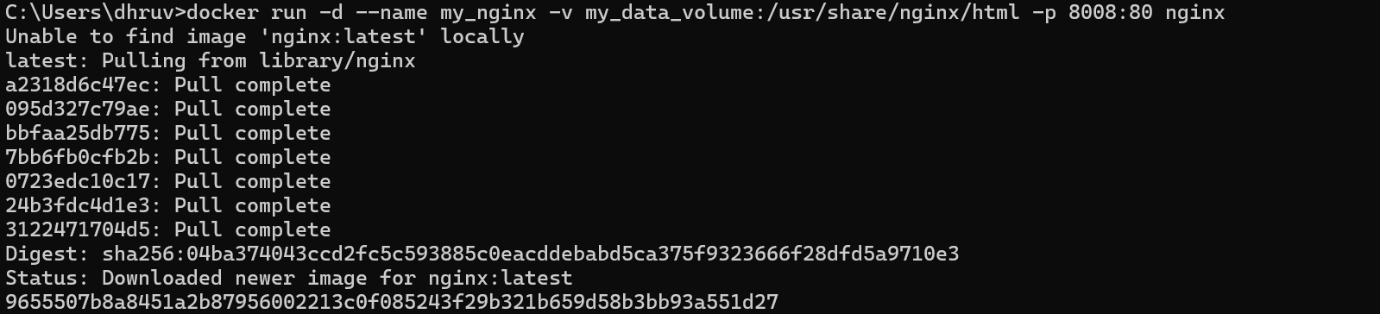 C:\Users\dhruv>docker run -d --name my_nginx -v my_data_volume:/usr/share/nginx/html -p 8008:80 nginx
Unable to find image 'nginx:latest' locally
latest: Pulling from library/nginx
a2318d6c47ec: Pull complete
095d327c79ae: Pull complete
bbfaa25db775: Pull complete
7bb6fb0cfb2b: Pull complete
0723edc10c17: Pull complete
24b3fdc4d1e3: Pull complete
3122471704d5: Pull complete
Digest: sha256:04ba374043ccd2fc5c593885c0eacddebabd5ca375f9323666f28dfd5a9710e3
Status: Downloaded newer image for nginx:latest
9655507b8a8451a2b87956002213c0f085243f29b321b659d58b3bb93a551d27